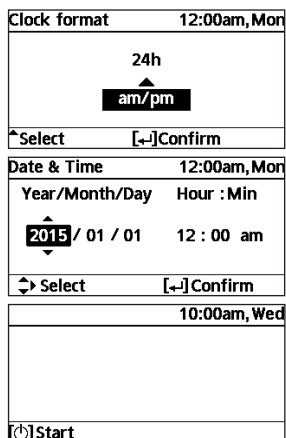 Clock format 12:00am,Mon
24h
am/pm
Select [↵]Confirm
Date & Time 12:00am,Mon
Year/Month/Day Hour : Min
2015 / 01 / 01 12 : 00 am
Select [↵]Confirm
10:00am,Wed
[⏻]Start